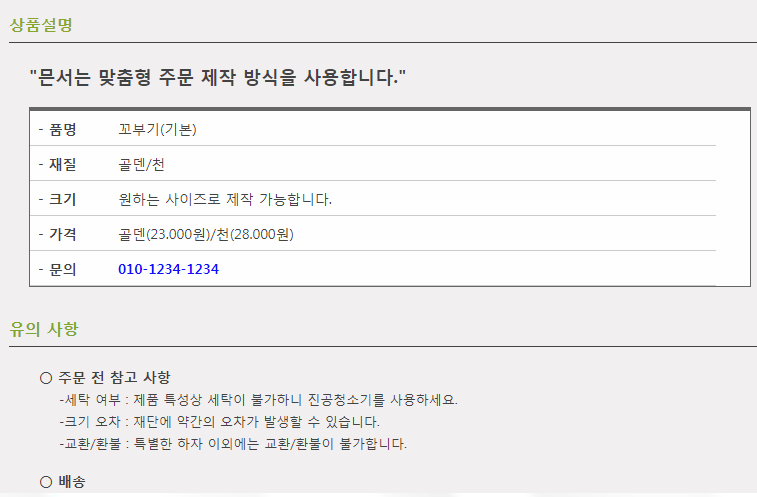 상품설명
"믄서는 맞춤형 주문 제작 방식을 사용합니다."
- 품명 꼬부기(기본)
- 재질 골덴/천
- 크기 원하는 사이즈로 제작 가능합니다.
- 가격 골덴(23.000원)/천(28.000원)
- 문의 010-1234-1234
유의 사항
○ 주문 전 참고 사항
-세탁 여부 : 제품 특성상 세탁이 불가하니 진공청소기를 사용하세요.
-크기 오차 : 재단에 약간의 오차가 발생할 수 있습니다.
-교환/환불 : 특별한 하자 이외에는 교환/환불이 불가합니다.
○ 배송